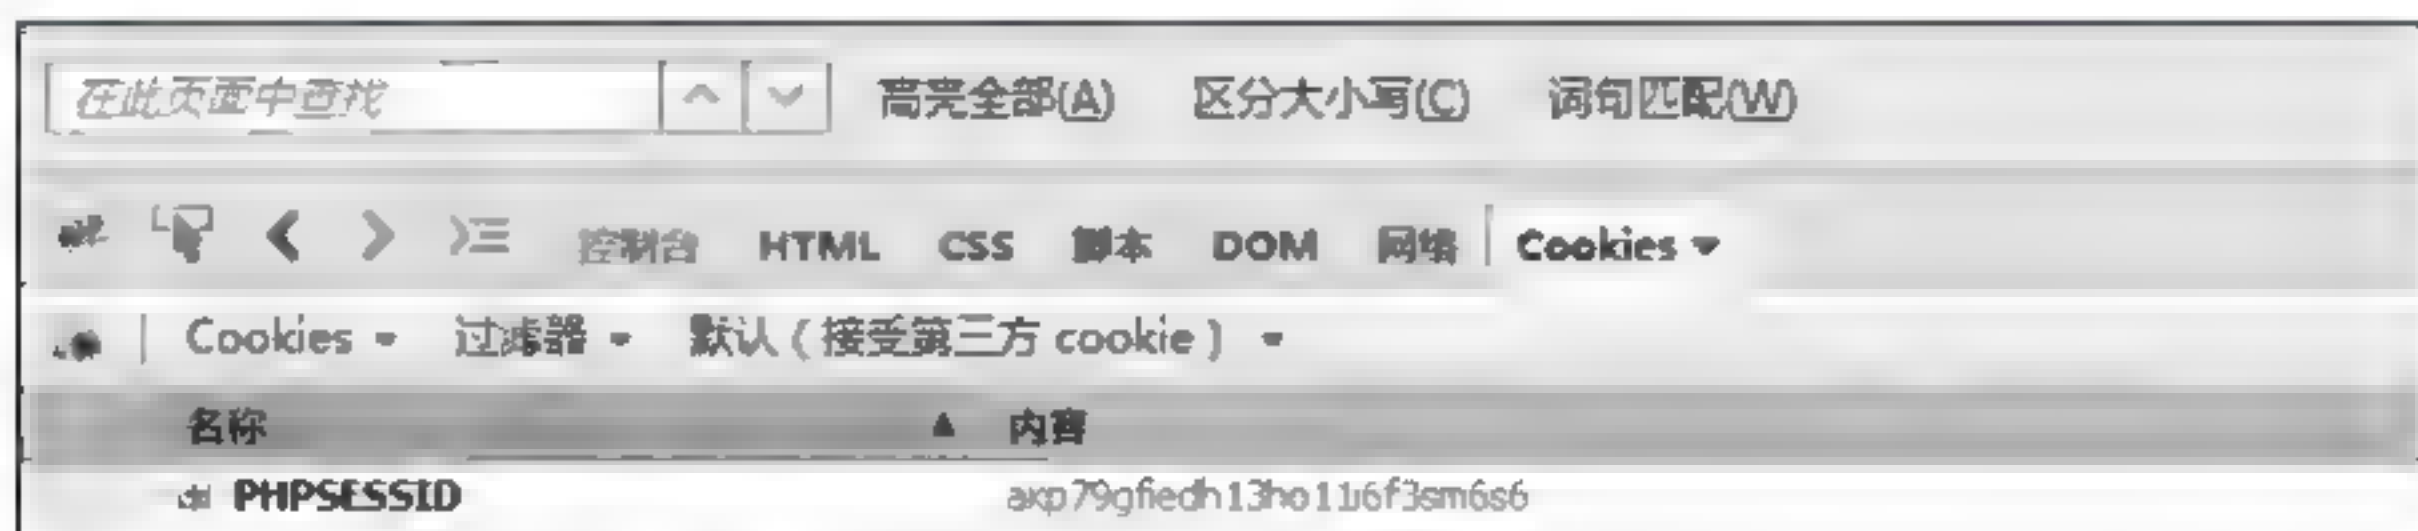 在此页面中查找 高亮全部(A) 区分大小写(C) 词句匹配(W)
控制台 HTML CSS 脚本 DOM 网络 Cookies
Cookies 过滤器 默认(接受第三方 cookie)
名称 内容
PHPSESSID